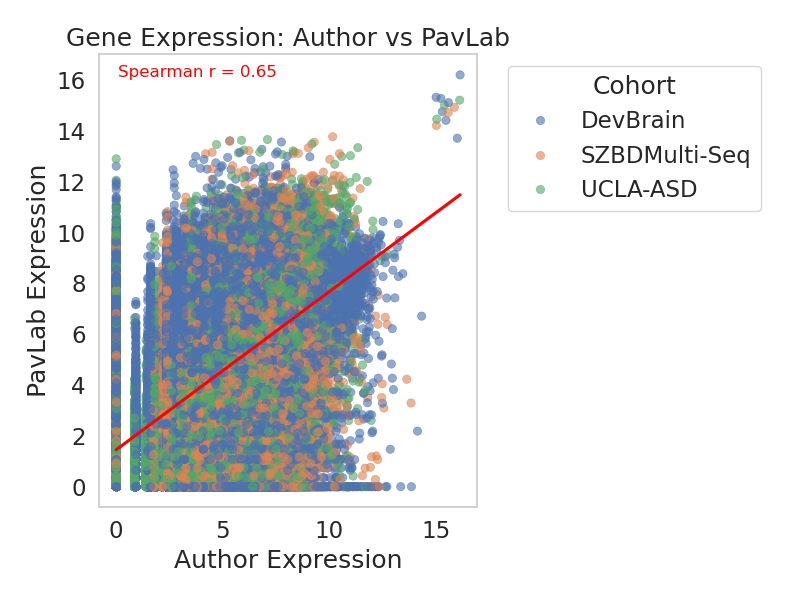 Gene Expression: Author vs PavLab
Spearman r = 0.65
16
14
12
10
8
6
4
2
0
PavLab Expression
0 5 10 15
Author Expression
Cohort
DevBrain
SZBDMulti-Seq
UCLA-ASD